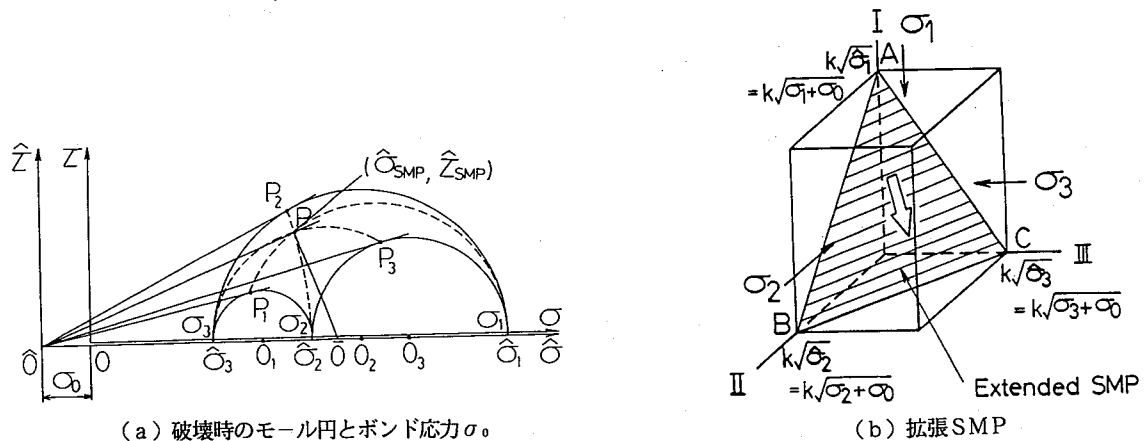 Ẑ
Z
(σ̂SMP, ẐSMP)
P₂
P
P₃
P₁
σ₃
σ₂
σ₁
σ
Ô
O
σ̂₃
O₁
σ̂₂
Ō
O₂
O₃
σ̂₁
σ̂
σ₀
(a) 破壊時のモール円とボンド応力σ₀
I
σ₁
A
k√σ̂₁
=k√σ₁+σ₀
σ₃
C
III
k√σ̂₃
=k√σ₃+σ₀
σ₂
B
k√σ̂₂
II
=k√σ₂+σ₀
Extended SMP
(b) 拡張SMP